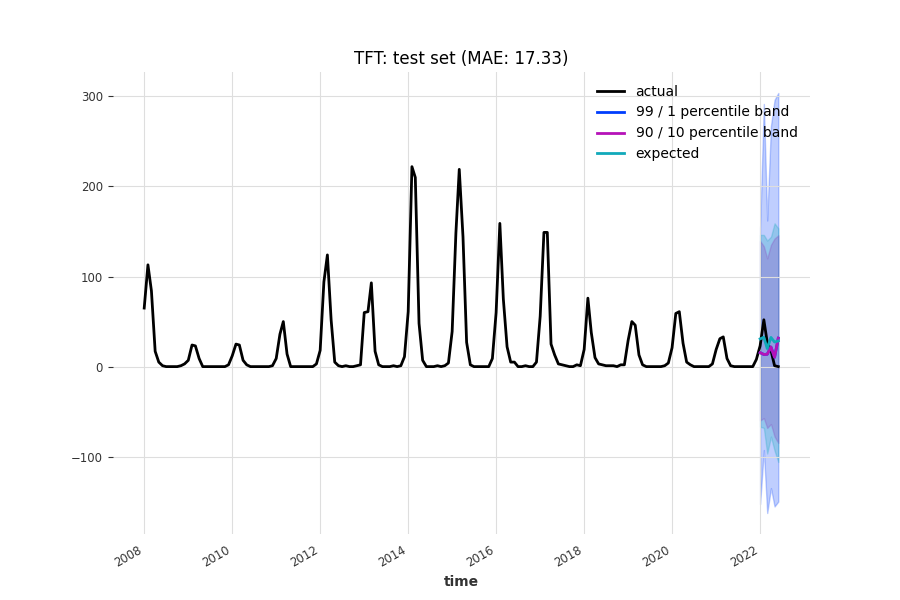 TFT: test set (MAE: 17.33)
actual
99 / 1 percentile band
90 / 10 percentile band
expected
300
200
100
0
−100
2008
2010
2012
2014
2016
2018
2020
2022
time